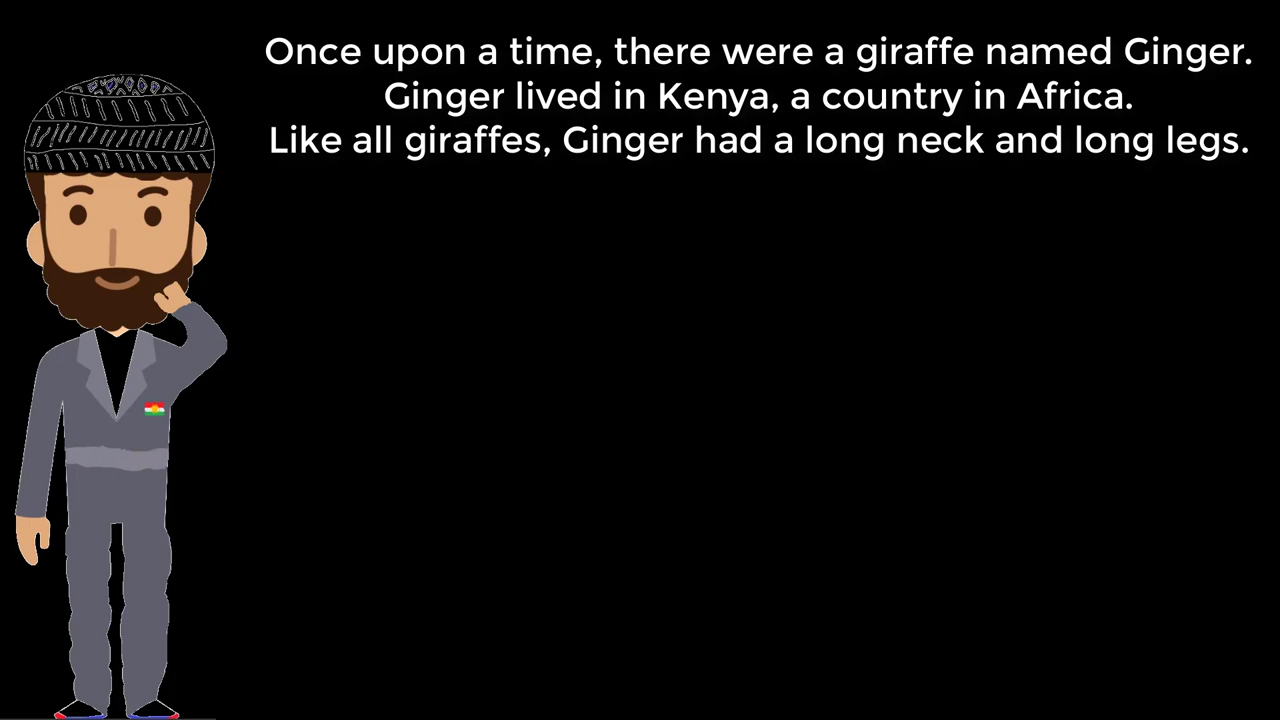 Once upon a time, there were a giraffe named Ginger.
Ginger lived in Kenya, a country in Africa.
Like all giraffes, Ginger had a long neck and long legs.